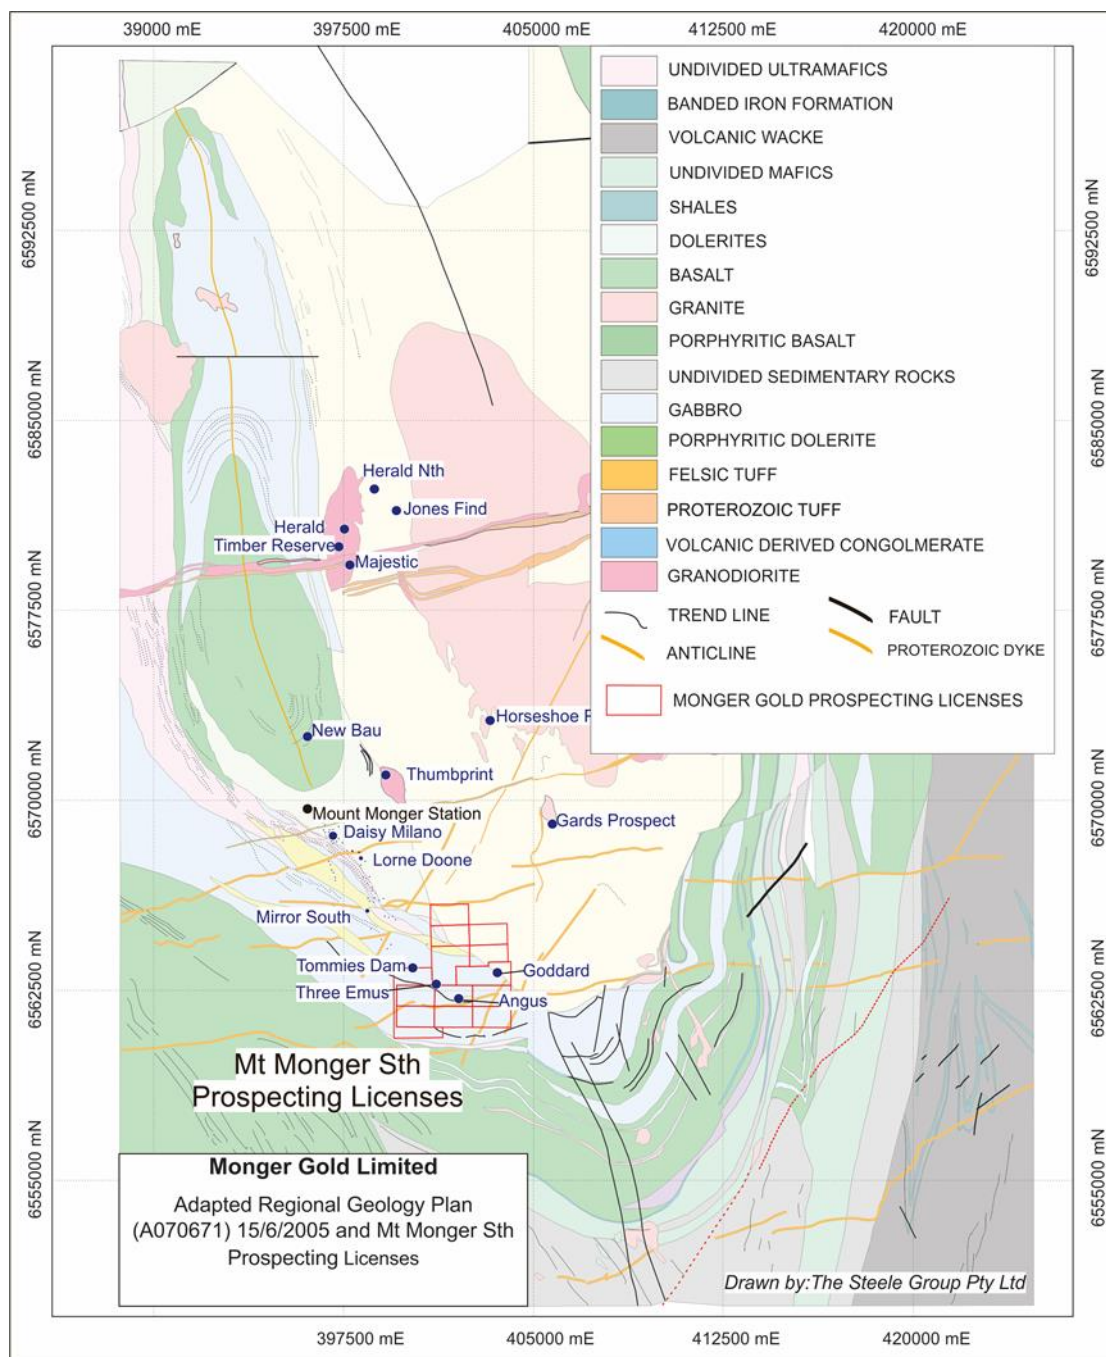 39000 mE 397500 mE 405000 mE 412500 mE 420000 mE
6592500 mN
6585000 mN
6577500 mN
6570000 mN
6562500 mN
6555000 mN
UNDIVIDED ULTRAMAFICS
BANDED IRON FORMATION
VOLCANIC WACKE
UNDIVIDED MAFICS
SHALES
DOLERITES
BASALT
GRANITE
PORPHYRITIC BASALT
UNDIVIDED SEDIMENTARY ROCKS
GABBRO
PORPHYRITIC DOLERITE
FELSIC TUFF
PROTEROZOIC TUFF
VOLCANIC DERIVED CONGOLMERATE
GRANODIORITE
TREND LINE
FAULT
ANTICLINE
PROTEROZOIC DYKE
MONGER GOLD PROSPECTING LICENSES
6592500 mN
6585000 mN
6577500 mN
6570000 mN
6562500 mN
6555000 mN
Herald Nth
Jones Find
Herald
Timber Reserve
Majestic
Horseshoe
New Bau
Thumbprint
Mount Monger Station
Gards Prospect
Daisy Milano
Lorne Doone
Mirror South
Tommies Dam
Goddard
Three Emus
Angus
Mt Monger Sth
Prospecting Licenses
Monger Gold Limited
Adapted Regional Geology Plan
(A070671) 15/6/2005 and Mt Monger Sth
Prospecting Licenses
Drawn by:The Steele Group Pty Ltd
397500 mE 405000 mE 412500 mE 420000 mE